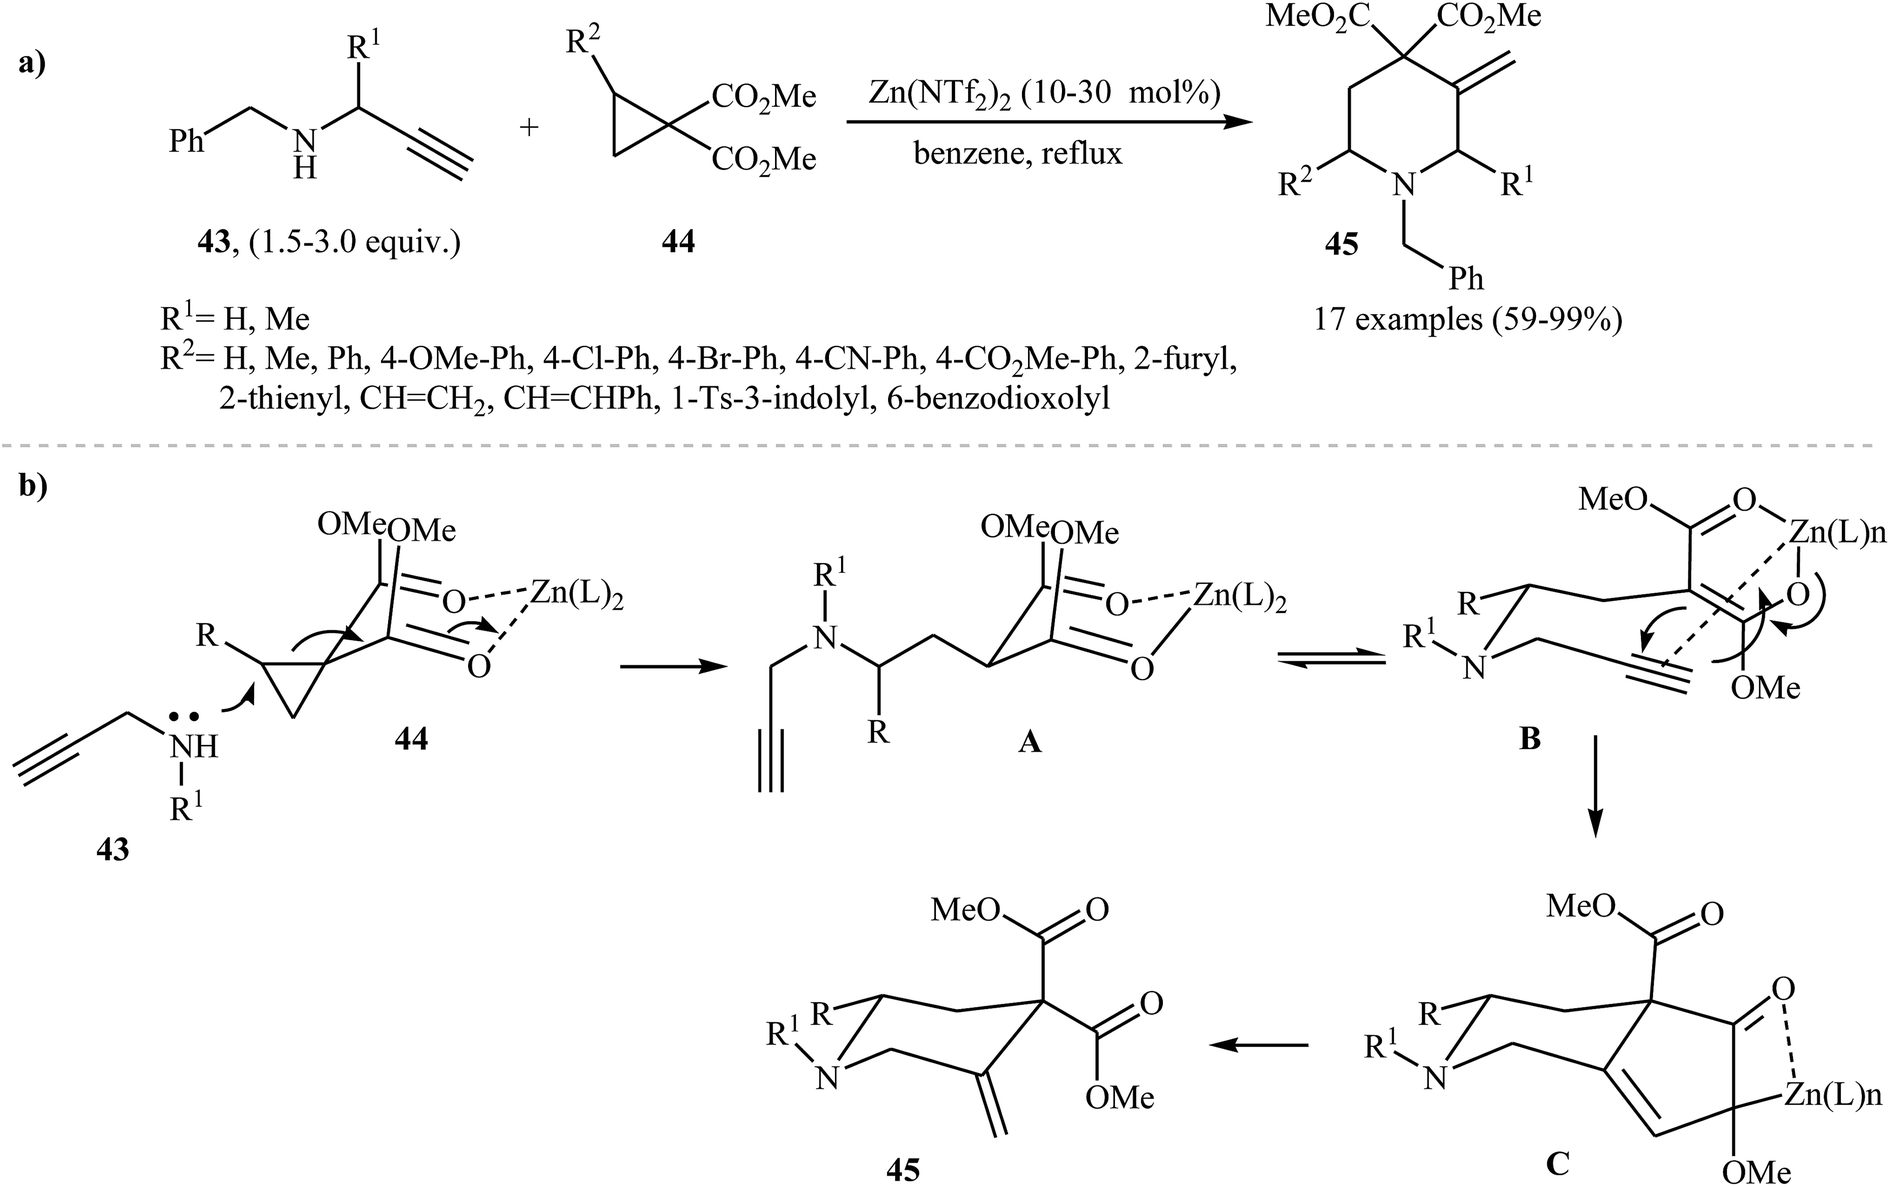 a)
R¹
Ph
N
H
43, (1.5-3.0 equiv.)
+
R²
CO₂Me
CO₂Me
44
Zn(NTf₂)₂ (10-30 mol%)
benzene, reflux
MeO₂C
CO₂Me
R²
N
R¹
45
Ph
17 examples (59-99%)
R¹= H, Me
R²= H, Me, Ph, 4-OMe-Ph, 4-Cl-Ph, 4-Br-Ph, 4-CN-Ph, 4-CO₂Me-Ph, 2-furyl,
2-thienyl, CH=CH₂, CH=CHPh, 1-Ts-3-indolyl, 6-benzodioxolyl
b)
OMe
OMe
O
Zn(L)₂
R
O
NH
R¹
43
44
OMe
OMe
O
Zn(L)₂
R¹
N
O
R
A
MeO
O
Zn(L)n
O
R
R¹
N
OMe
B
MeO
O
R
O
R¹
N
OMe
45
MeO
O
R
O
R¹
N
Zn(L)n
OMe
C